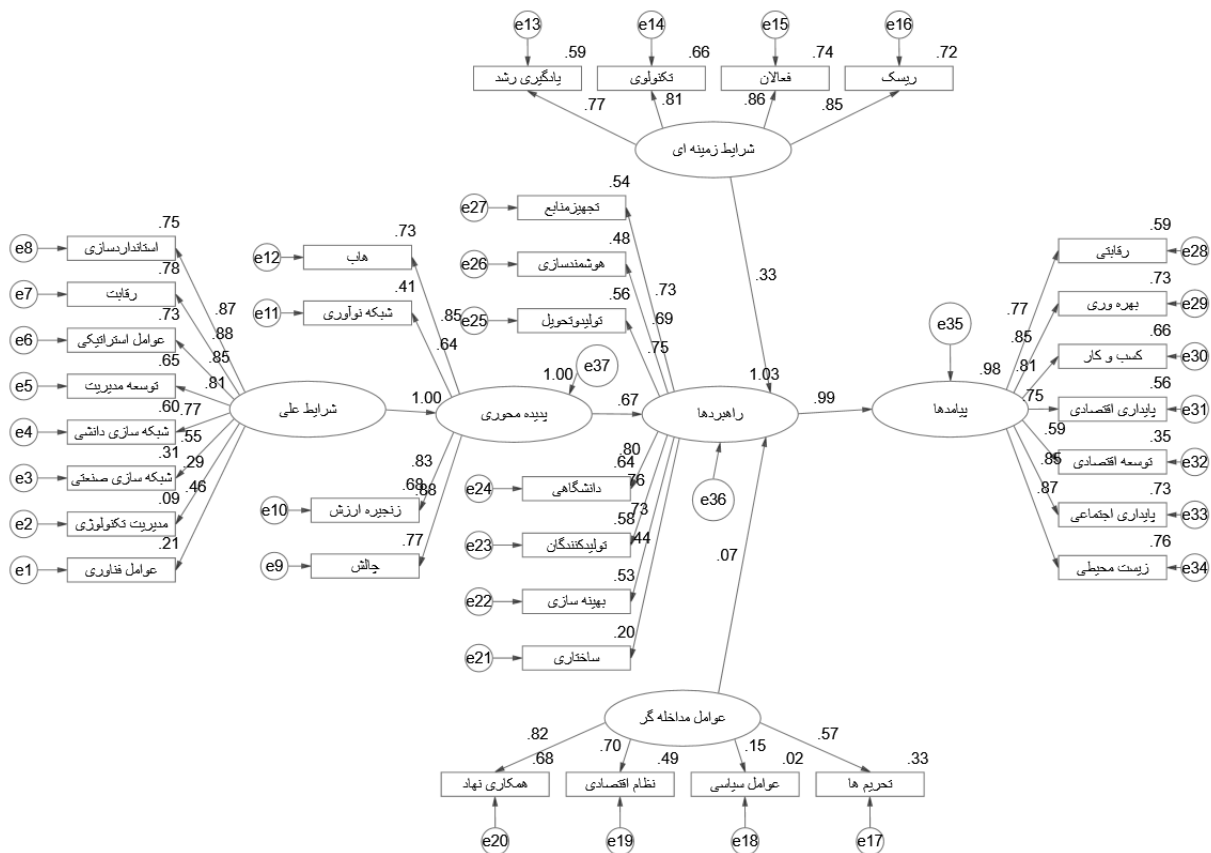 e13
e14
e15
e16
.59
.66
.74
.72
یادگیری رشد
تکنولوی
فعالان
ریسک
.77
.81
.86
.85
شرایط زمینه ای
.33
e8
.75
استانداردسازی
e7
.78
رقابت
e6
.73
عوامل استراتیکی
e5
.65
توسعه مدیریت
e4
.60
شبکه سازی دانشی
e3
.31
شبکه سازی صنعتی
e2
.09
مدیریت تکنولوژی
e1
.21
عوامل فناوری
.87
.88
.85
.81
.77
.55
.29
.46
شرایط علی
1.00
e12
.73
هاب
e11
.41
شبکه نوآوری
.85
.64
1.00
e37
پدیده محوری
.67
.83
.68
.88
e10
زنجیره ارزش
e9
.77
چالش
e27
.54
تجهیزمنابع
e26
.48
هوشمندسازی
e25
.56
تولیدوتحویل
.73
.69
.75
1.03
راهبردها
.99
e36
.80
.64
.76
.73
.44
e24
دانشگاهی
e23
.58
تولیدکنندگان
e22
.53
بهینه سازی
e21
.20
ساختاری
.07
e35
.98
پیامدها
.77
.85
.81
.75
.59
.85
.87
.59
رقابتی
e28
.73
بهره وری
e29
.66
کسب و کار
e30
.56
پایداری اقتصادی
e31
.35
توسعه اقتصادی
e32
.73
پایداری اجتماعی
e33
.76
زیست محیطی
e34
عوامل مداخله گر
.82
.70
.15
.57
.68
.49
.02
.33
همکاری نهاد
نظام اقتصادی
عوامل سیاسی
تحریم ها
e20
e19
e18
e17